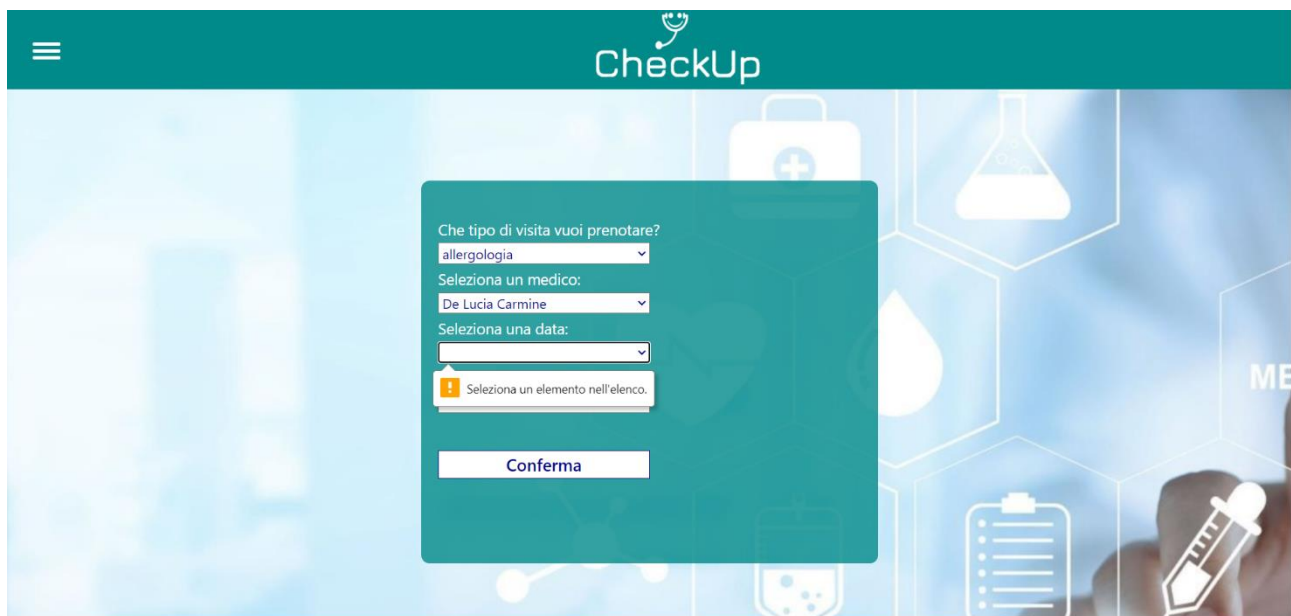 CheckUp
Che tipo di visita vuoi prenotare?
allergologia
Seleziona un medico:
De Lucia Carmine
Seleziona una data:
Seleziona un elemento nell'elenco.
ME
Conferma